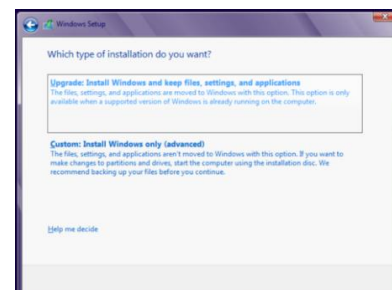 Windows Setup
Which type of installation do you want?
Upgrade: Install Windows and keep files, settings, and applications
The files, settings, and applications are moved to Windows with this option. This option is only
available when a supported version of Windows is already running on the computer.
Custom: Install Windows only (advanced)
The files, settings, and applications aren't moved to Windows with this option. If you want to
make changes to partitions and drives, start the computer using the installation disc. We
recommend backing up your files before you continue.
Help me decide